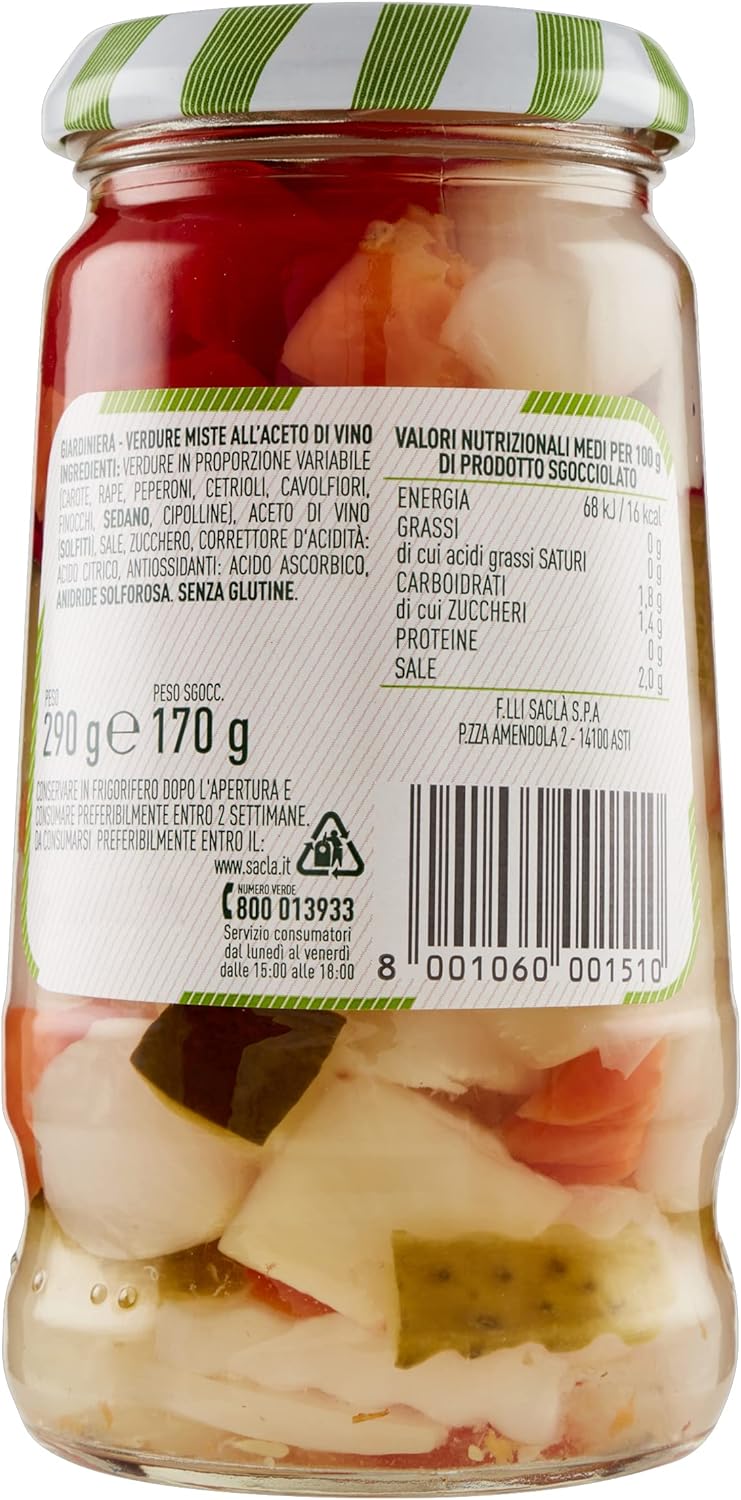 GIARDINIERA - VERDURE MISTE ALL'ACETO DI VINO
INGREDIENTI: VERDURE IN PROPORZIONE VARIABILE
(CAROTE, RAPE, PEPERONI, CETRIOLI, CAVOLFIORI,
FINOCCHI, SEDANO, CIPOLLINE), ACETO DI VINO
(SOLFITI), SALE, ZUCCHERO, CORRETTORE D'ACIDITÀ:
ACIDO CITRICO, ANTIOSSIDANTI: ACIDO ASCORBICO,
ANIDRIDE SOLFOROSA. SENZA GLUTINE.
PESO
PESO SGOCC.
290 g e 170 g
CONSERVARE IN FRIGORIFERO DOPO L'APERTURA E
CONSUMARE PREFERIBILMENTE ENTRO 2 SETTIMANE.
DA CONSUMARSI PREFERIBILMENTE ENTRO IL:
www.sacla.it
NUMERO VERDE
800 013933
Servizio consumatori
dal lunedì al venerdì
dalle 15:00 alle 18:00
VALORI NUTRIZIONALI MEDI PER 100 g
DI PRODOTTO SGOCCIOLATO
ENERGIA 68 kJ / 16 kcal
GRASSI 0 g
di cui acidi grassi SATURI 0 g
CARBOIDRATI 1,8 g
di cui ZUCCHERI 1,4 g
PROTEINE 0 g
SALE 2,0 g
F.LLI SACLÀ S.P.A
P.ZZA AMENDOLA 2 - 14100 ASTI
8 001060 001510